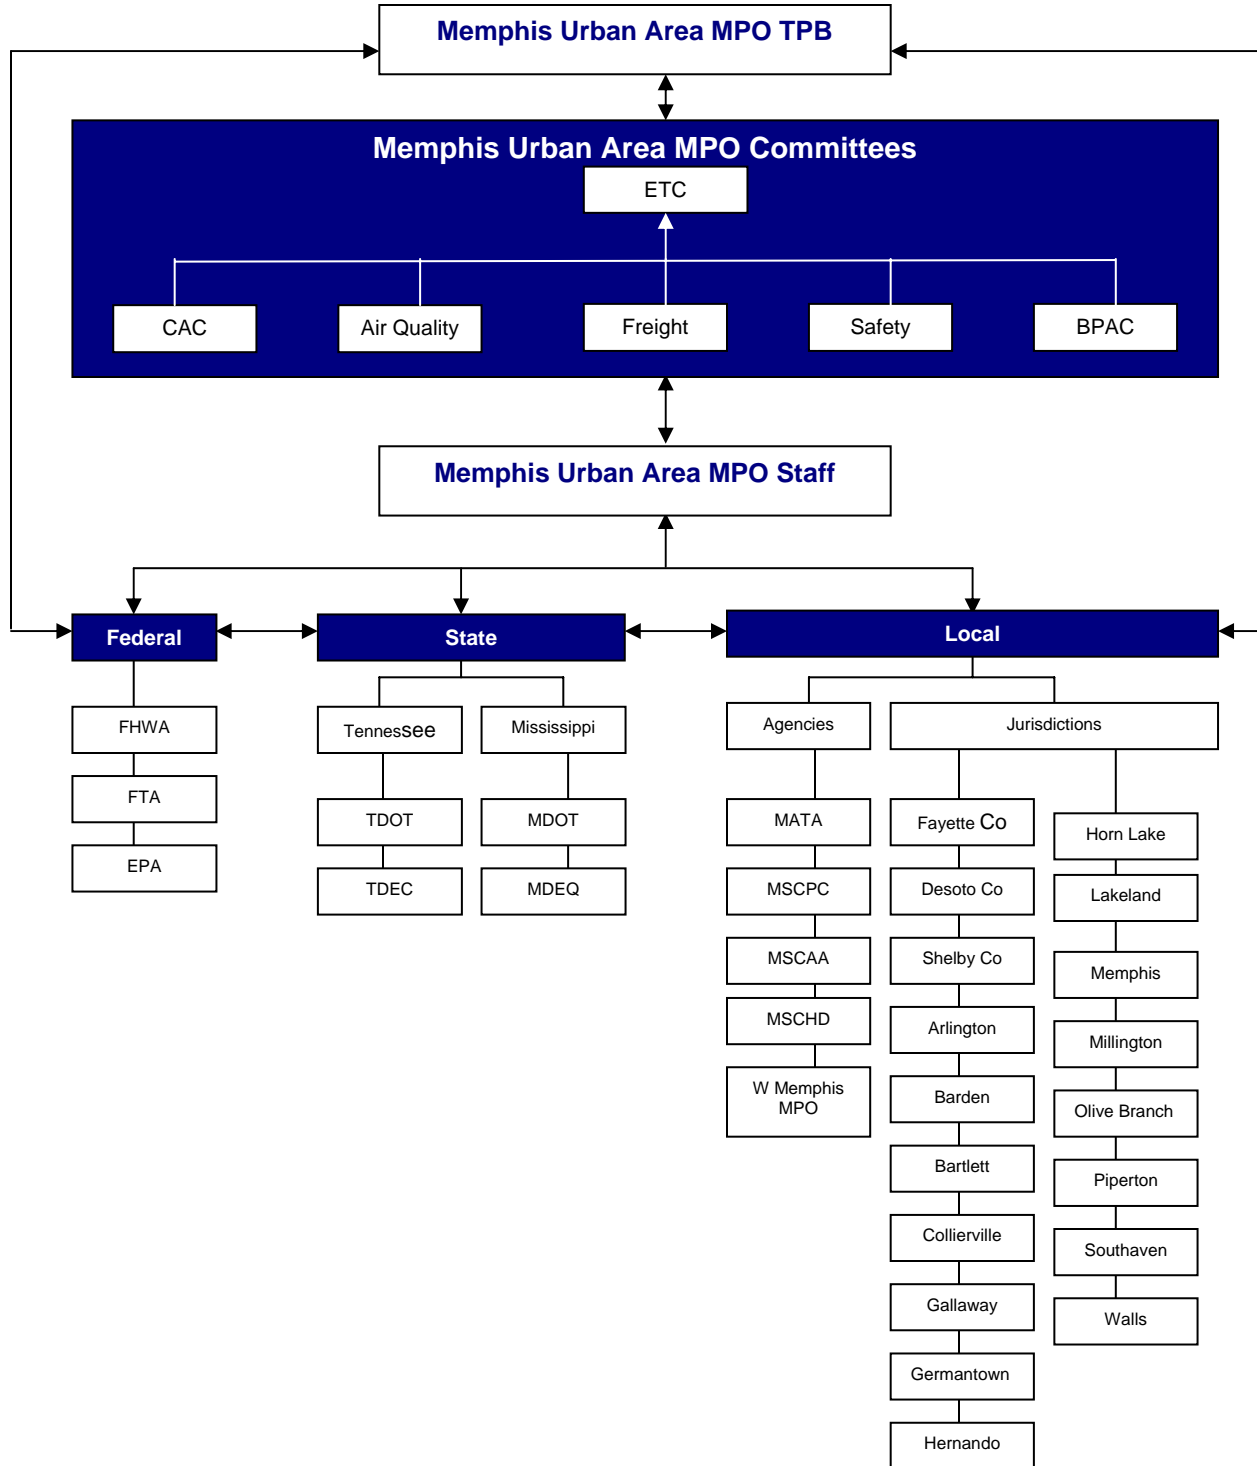 Memphis Urban Area MPO TPB
Memphis Urban Area MPO Committees
ETC
CAC
Air Quality
Freight
Safety
BPAC
Memphis Urban Area MPO Staff
Federal
State
Local
FHWA
FTA
EPA
Tennessee
Mississippi
TDOT
MDOT
TDEC
MDEQ
Agencies
Jurisdictions
MATA
MSCPC
MSCAA
MSCHD
W Memphis
MPO
Fayette Co
Desoto Co
Shelby Co
Arlington
Barden
Bartlett
Collierville
Gallaway
Germantown
Hernando
Horn Lake
Lakeland
Memphis
Millington
Olive Branch
Piperton
Southaven
Walls